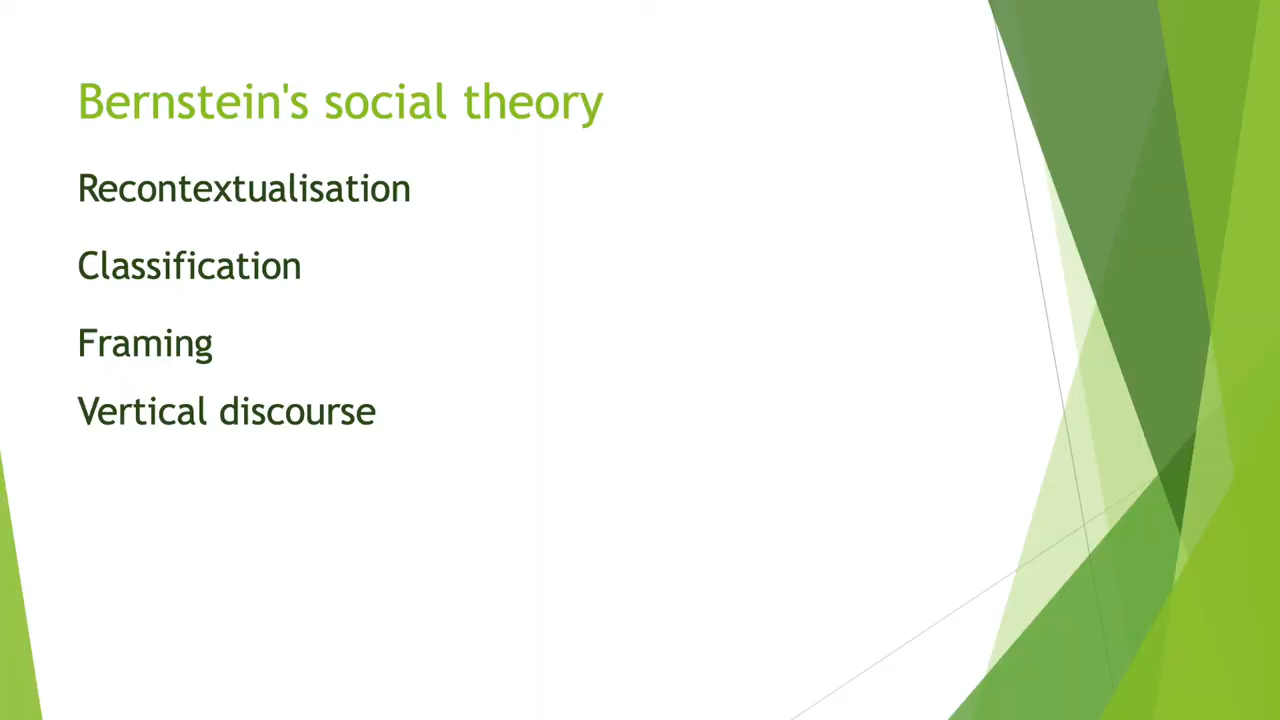 Bernstein's social theory
Recontextualisation
Classification
Framing
Vertical discourse